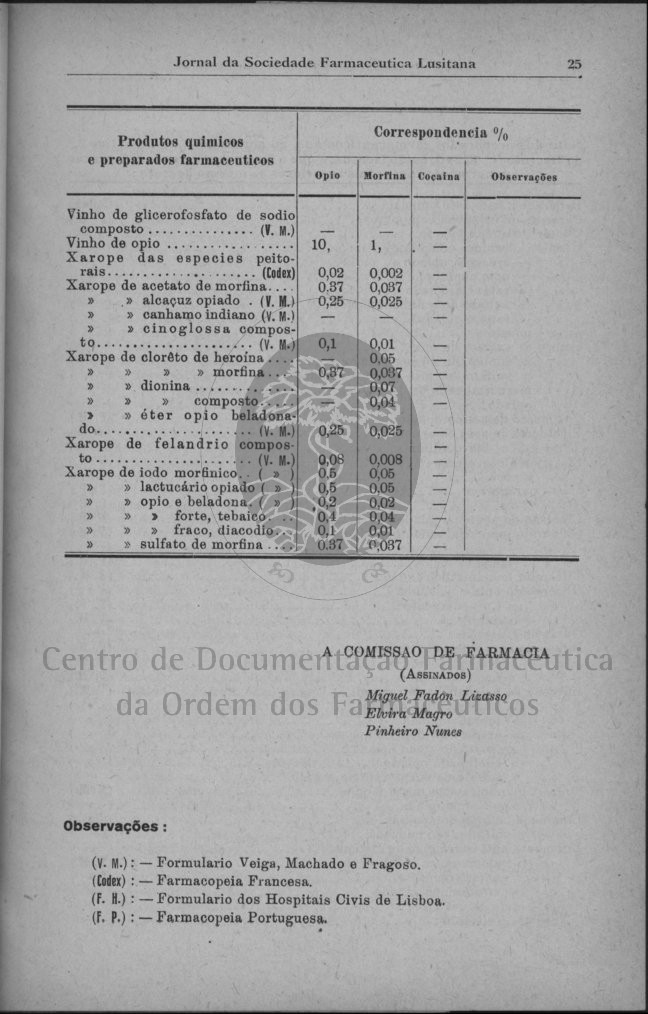 Jornal da Sociedade Farmaceutica Lusitana 25
Produtos quimicos
e preparados farmaceuticos
Correspondencia %
Opio Morfina Cocaina Observações
Vinho de glicerofosfato de sodio
composto ............... (V. M.) — — —
Vinho de opio .................. 10, 1, —
Xarope das especies peito-
rais....................... (Codex) 0,02 0,002 —
Xarope de acetato de morfina.... 0.37 0,037 —
» » alcaçuz opiado . (V. M.) 0,25 0,025 —
» » canhamo indiano (V. M.) — — —
» » cinoglossa compos-
to....................... (V. M.) 0,1 0,01 —
Xarope de clorêto de heroína .... — 0,05 —
» » » » morfina.... 0,37 0,037 —
» » dionina .............. — 0,07 —
» » » composto..... — 0,04 —
» » éter opio beladona-
do....................... (V. M.) 0,25 0,025 —
Xarope de felandrio compos-
to ....................... (V. M.) 0,08 0,008 —
Xarope de iodo morfinico.. ( » ) 0,5 0,05 —
» » lactucário opiado ( » ) 0,5 0,05 —
» » opio e beladona. ( » ) 0,2 0,02 —
» » » forte, tebaico.... 0,4 0,04 —
» » » fraco, diacodio... 0,1 0,01 —
» » sulfato de morfina .... 0.37 0,037 —
A COMISSAO DE FARMACIA
Centro de Documentação Farmacêutica
(ASSINADOS)
Miguel Fadón Lizasso
da Ordem dos Farmacêuticos
Elvira Magro
Pinheiro Nunes
Observações :
(V. M.) : — Formulario Veiga, Machado e Fragoso.
(Codex) : — Farmacopeia Francesa.
(F. H.) : — Formulario dos Hospitais Civis de Lisboa.
(F. P.) : — Farmacopeia Portuguesa.